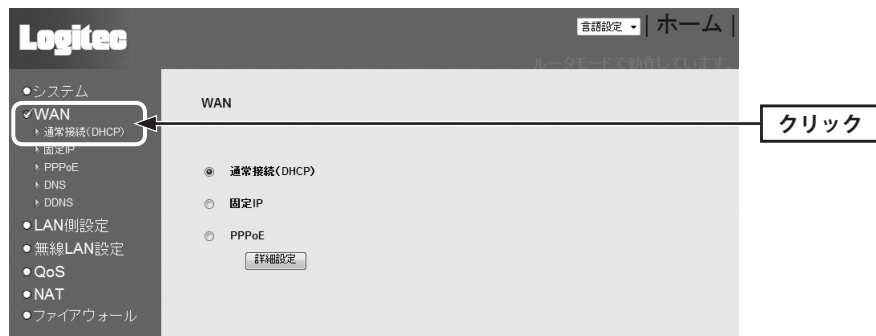 Logitec
言語設定 | ホーム |
ルータモードで動作しています。
●システム
WAN
通常接続(DHCP)
固定IP
PPPoE
DNS
DDNS
●LAN側設定
●無線LAN設定
●QoS
●NAT
●ファイアウォール
WAN
通常接続(DHCP)
固定IP
PPPoE
詳細設定
クリック